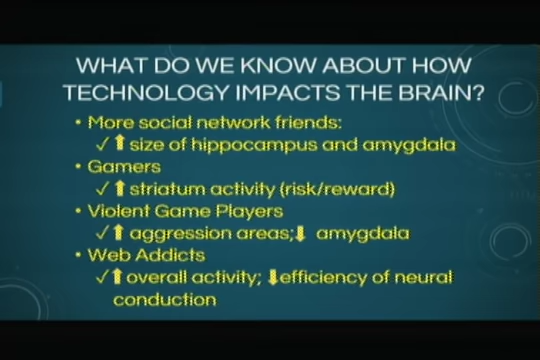 WHAT DO WE KNOW ABOUT HOW
TECHNOLOGY IMPACTS THE BRAIN?
• More social network friends:
✓⬆size of hippocampus and amygdala
• Gamers
✓⬆striatum activity (risk/reward)
• Violent Game Players
✓⬆ aggression areas;⬇ amygdala
• Web Addicts
✓⬆overall activity; ⬇efficiency of neural
conduction